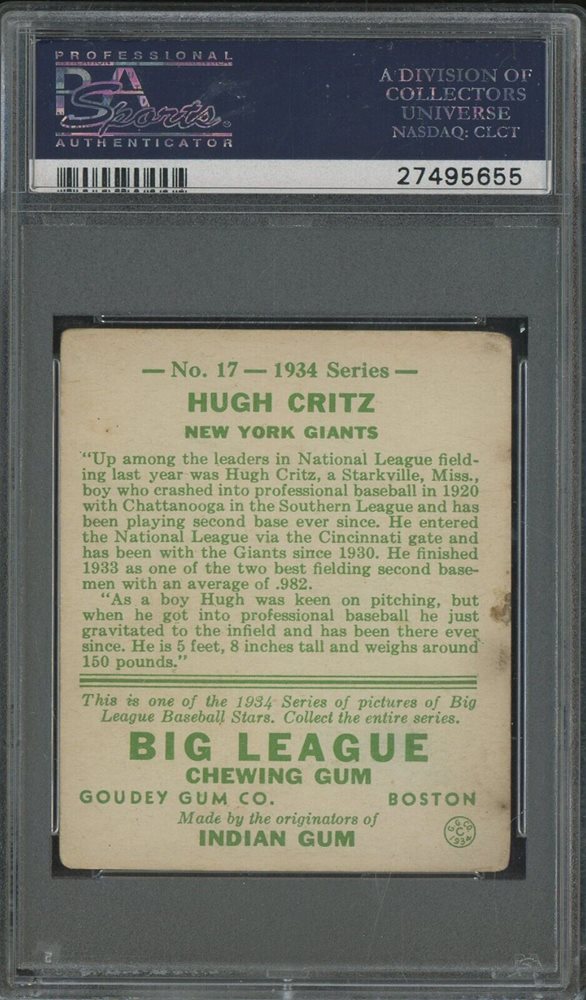 PROFESSIONAL
PSA
Sports
AUTHENTICATOR
A DIVISION OF
COLLECTORS
UNIVERSE
NASDAQ: CLCT
27495655
— No. 17 — 1934 Series —
HUGH CRITZ
NEW YORK GIANTS
"Up among the leaders in National League field-
ing last year was Hugh Critz, a Starkville, Miss.,
boy who crashed into professional baseball in 1920
with Chattanooga in the Southern League and has
been playing second base ever since. He entered
the National League via the Cincinnati gate and
has been with the Giants since 1930. He finished
1933 as one of the two best fielding second base-
men with an average of .982.
"As a boy Hugh was keen on pitching, but
when he got into professional baseball he just
gravitated to the infield and has been there ever
since. He is 5 feet, 8 inches tall and weighs around
150 pounds."
This is one of the 1934 Series of pictures of Big
League Baseball Stars. Collect the entire series.
BIG LEAGUE
CHEWING GUM
GOUDEY GUM CO. BOSTON
Made by the originators of
INDIAN GUM
G.G.CO.
C
1934